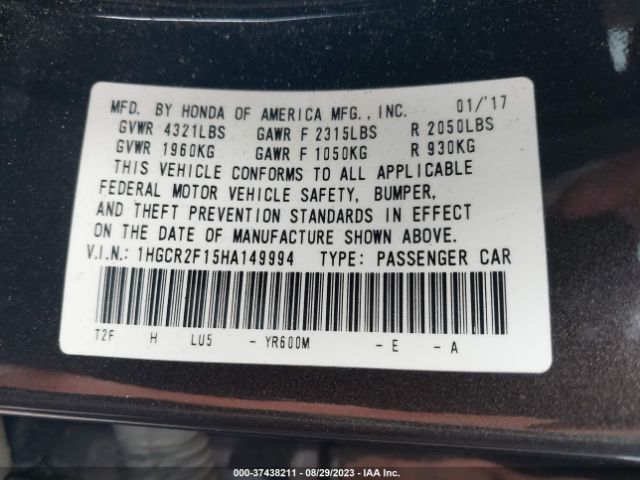 MFD. BY HONDA OF AMERICA MFG., INC. 01/'17
GVWR 4321LBS GAWR F 2315LBS R 2050LBS
GVWR 1960KG GAWR F 1050KG R 930KG
THIS VEHICLE CONFORMS TO ALL APPLICABLE
FEDERAL MOTOR VEHICLE SAFETY, BUMPER,
AND THEFT PREVENTION STANDARDS IN EFFECT
ON THE DATE OF MANUFACTURE SHOWN ABOVE.
V.I.N.: 1HGCR2F15HA149994 TYPE: PASSENGER CAR
T2F H LU5 - YR600M - E - A
000-37438211 - 08/29/2023 - IAA Inc.